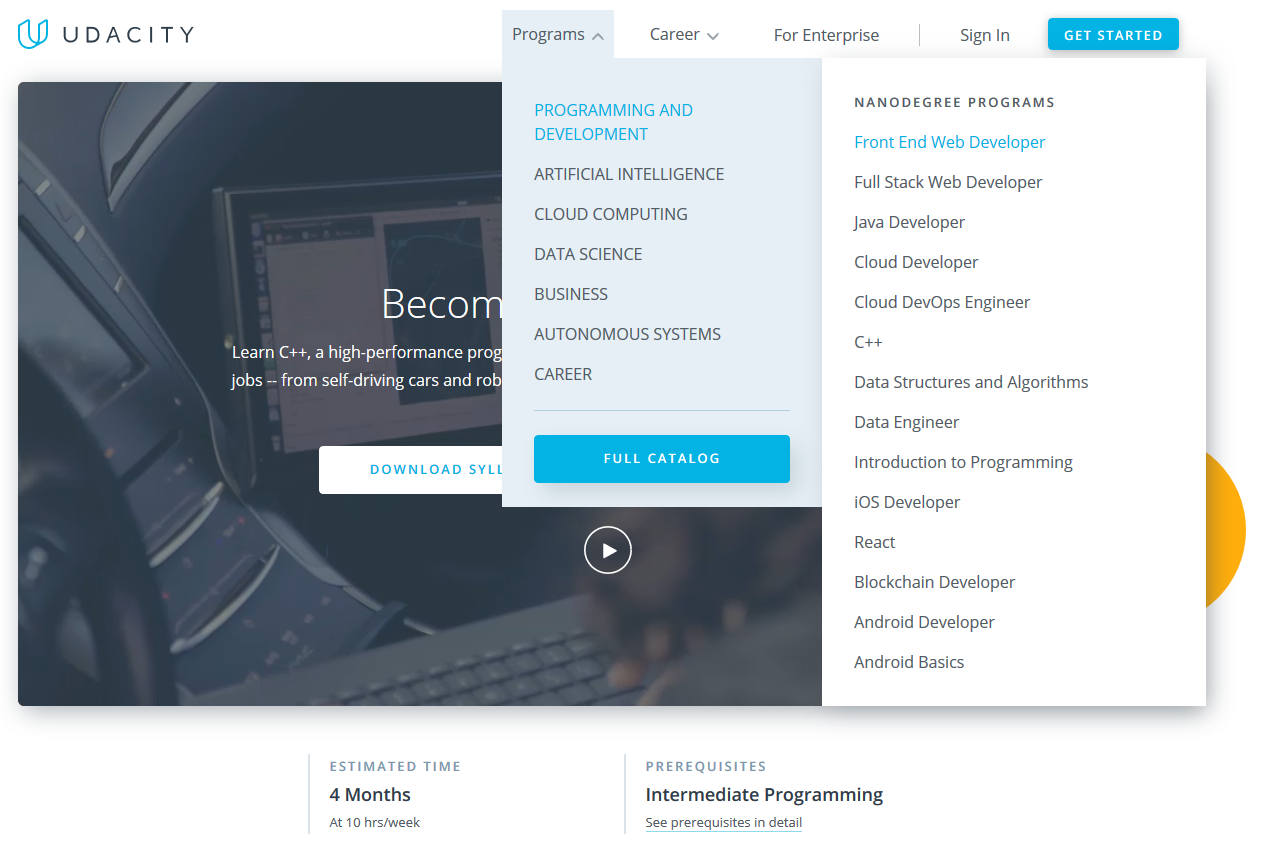 UDACITY
Programs
Career
For Enterprise
Sign In
GET STARTED
PROGRAMMING AND
DEVELOPMENT
ARTIFICIAL INTELLIGENCE
CLOUD COMPUTING
DATA SCIENCE
BUSINESS
AUTONOMOUS SYSTEMS
CAREER
FULL CATALOG
NANODEGREE PROGRAMS
Front End Web Developer
Full Stack Web Developer
Java Developer
Cloud Developer
Cloud DevOps Engineer
C++
Data Structures and Algorithms
Data Engineer
Introduction to Programming
iOS Developer
React
Blockchain Developer
Android Developer
Android Basics
Becom
Learn C++, a high-performance prog
jobs -- from self-driving cars and rob
DOWNLOAD SYLL
ESTIMATED TIME
4 Months
At 10 hrs/week
PREREQUISITES
Intermediate Programming
See prerequisites in detail